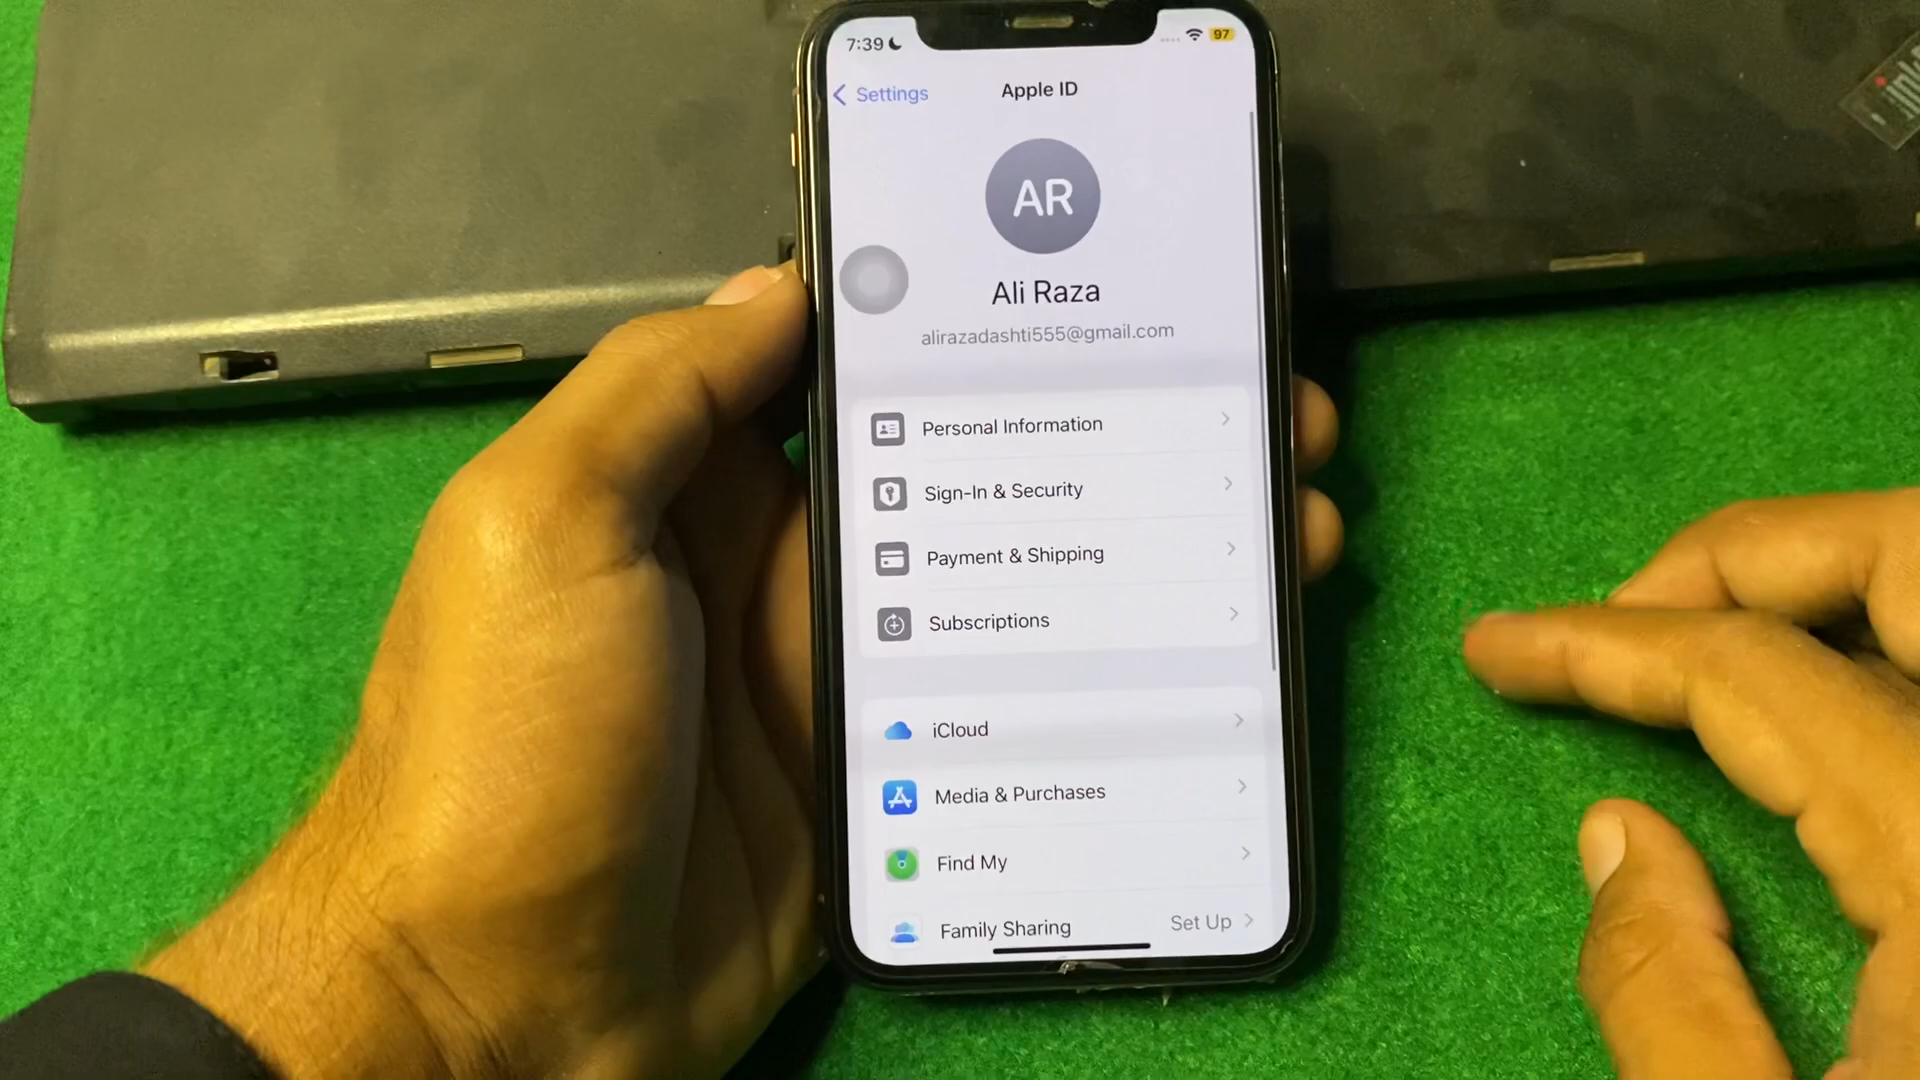 7:39
97
Settings
Apple ID
AR
Ali Raza
alirazadashti555@gmail.com
Personal Information
Sign-In & Security
Payment & Shipping
Subscriptions
iCloud
Media & Purchases
Find My
Family Sharing
Set Up